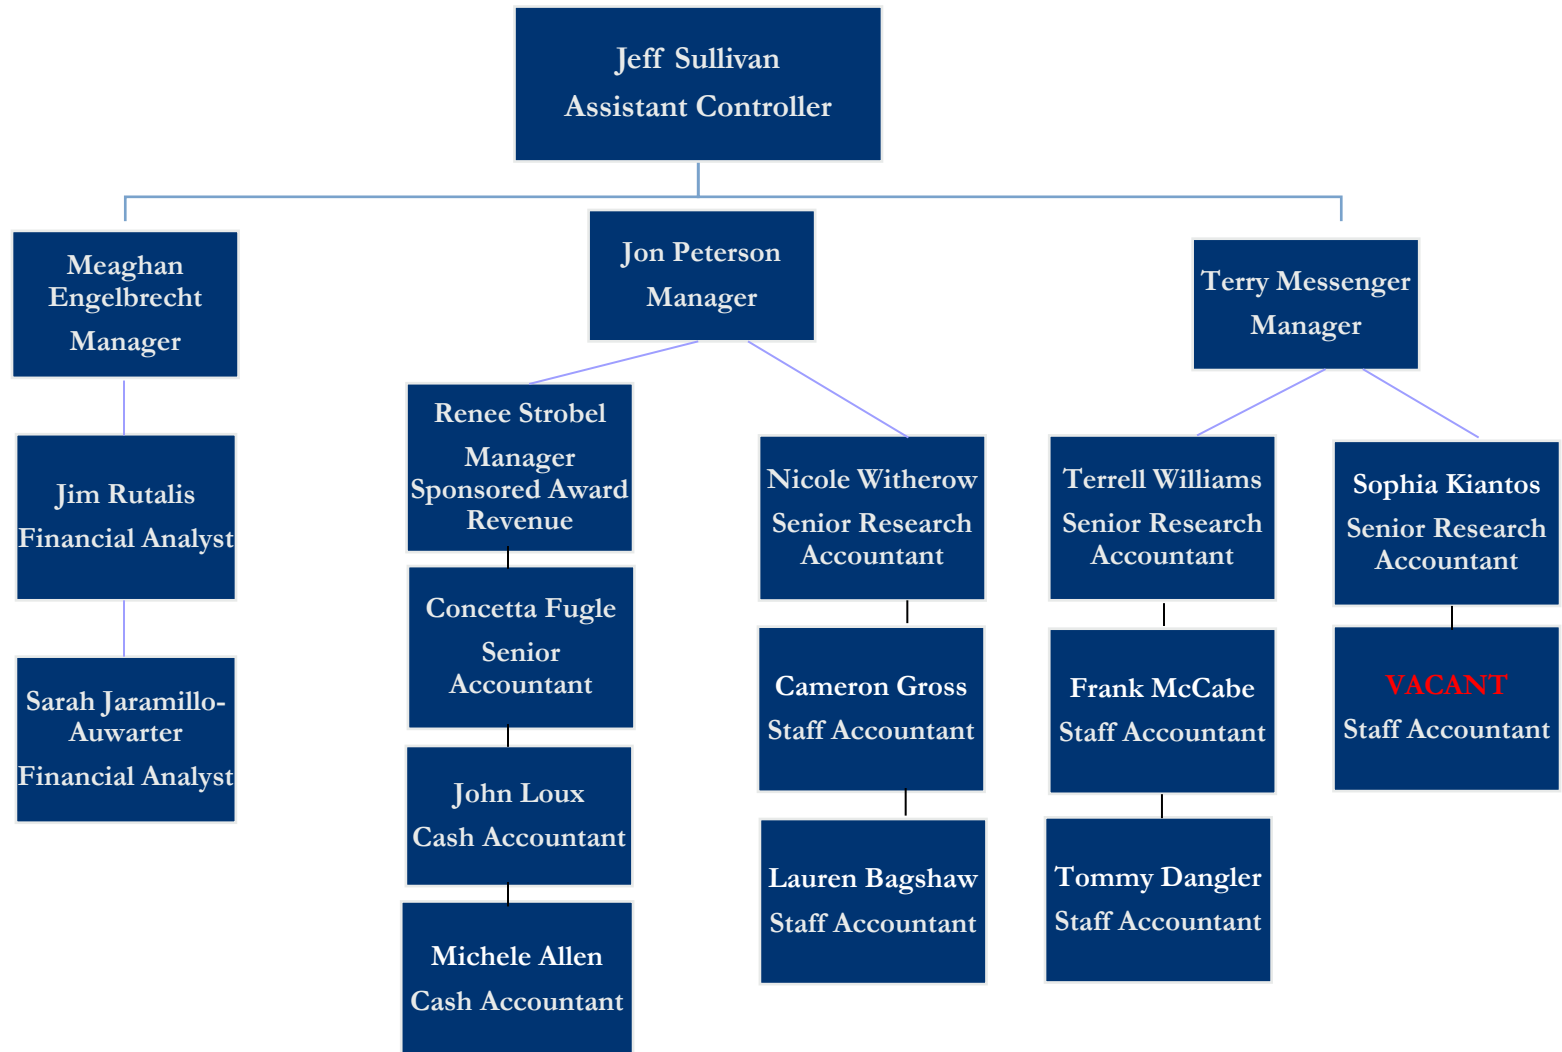 Jeff Sullivan
Assistant Controller
Meaghan
Engelbrecht
Manager
Jon Peterson
Manager
Terry Messenger
Manager
Jim Rutalis
Financial Analyst
Sarah Jaramillo-
Auwarter
Financial Analyst
Renee Strobel
Manager
Sponsored Award
Revenue
Concetta Fugle
Senior
Accountant
John Loux
Cash Accountant
Michele Allen
Cash Accountant
Nicole Witherow
Senior Research
Accountant
Cameron Gross
Staff Accountant
Lauren Bagshaw
Staff Accountant
Terrell Williams
Senior Research
Accountant
Frank McCabe
Staff Accountant
Tommy Dangler
Staff Accountant
Sophia Kiantos
Senior Research
Accountant
VACANT
Staff Accountant